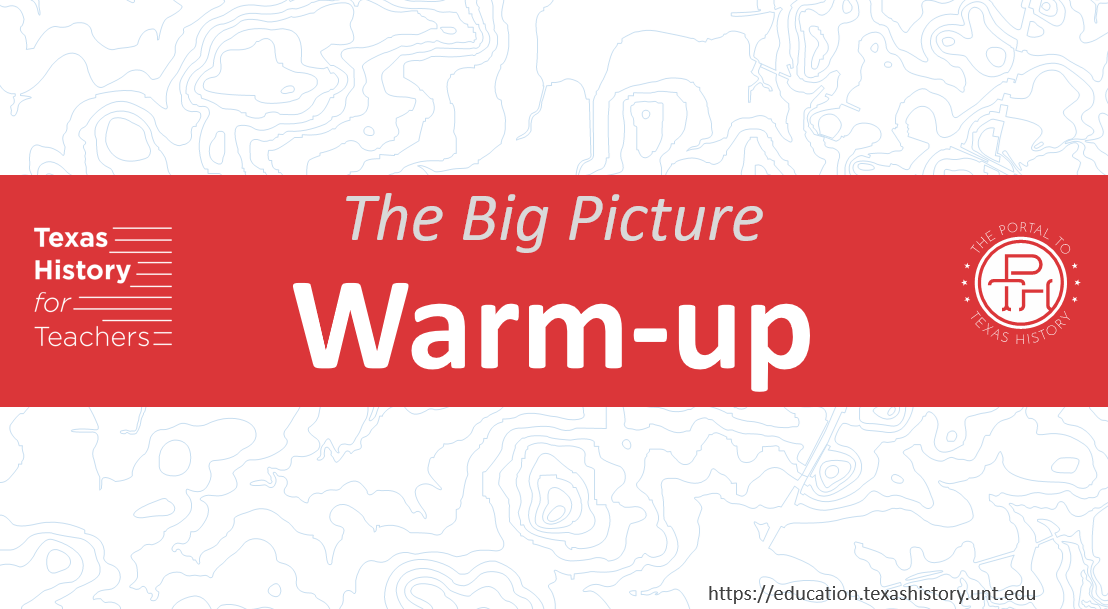 The Big Picture
Warm-up
Texas
History
for
Teachers
THE PORTAL TO
PTH
TEXAS HISTORY
https://education.texashistory.unt.edu